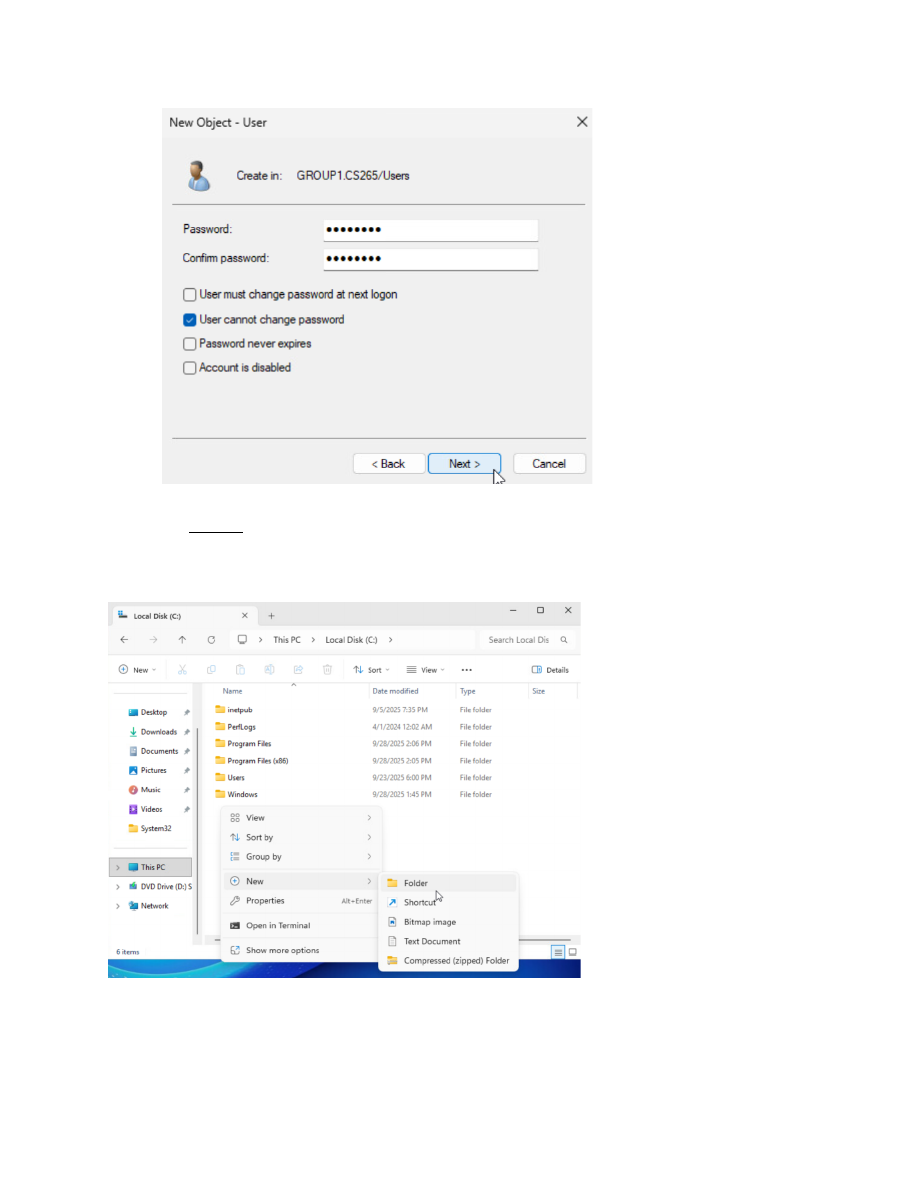 New Object - User
Create in: GROUP1.CS265/Users
Password: ••••••••
Confirm password: ••••••••
User must change password at next logon
User cannot change password
Password never expires
Account is disabled
< Back Next > Cancel
Local Disk (C:)
This PC > Local Disk (C:) > Search Local Dis
New Sort View ••• Details
Name Date modified Type Size
Desktop inetpub 9/5/2025 7:35 PM File folder
Downloads PerfLogs 4/1/2024 12:02 AM File folder
Documents Program Files 9/28/2025 2:06 PM File folder
Pictures Program Files (x86) 9/28/2025 2:05 PM File folder
Music Users 9/23/2025 6:00 PM File folder
Videos Windows 9/28/2025 1:45 PM File folder
System32
This PC
DVD Drive (D:) S
Network
6 items
View
Sort by
Group by
New
Properties Alt+Enter
Open in Terminal
Show more options
Folder
Shortcut
Bitmap image
Text Document
Compressed (zipped) Folder